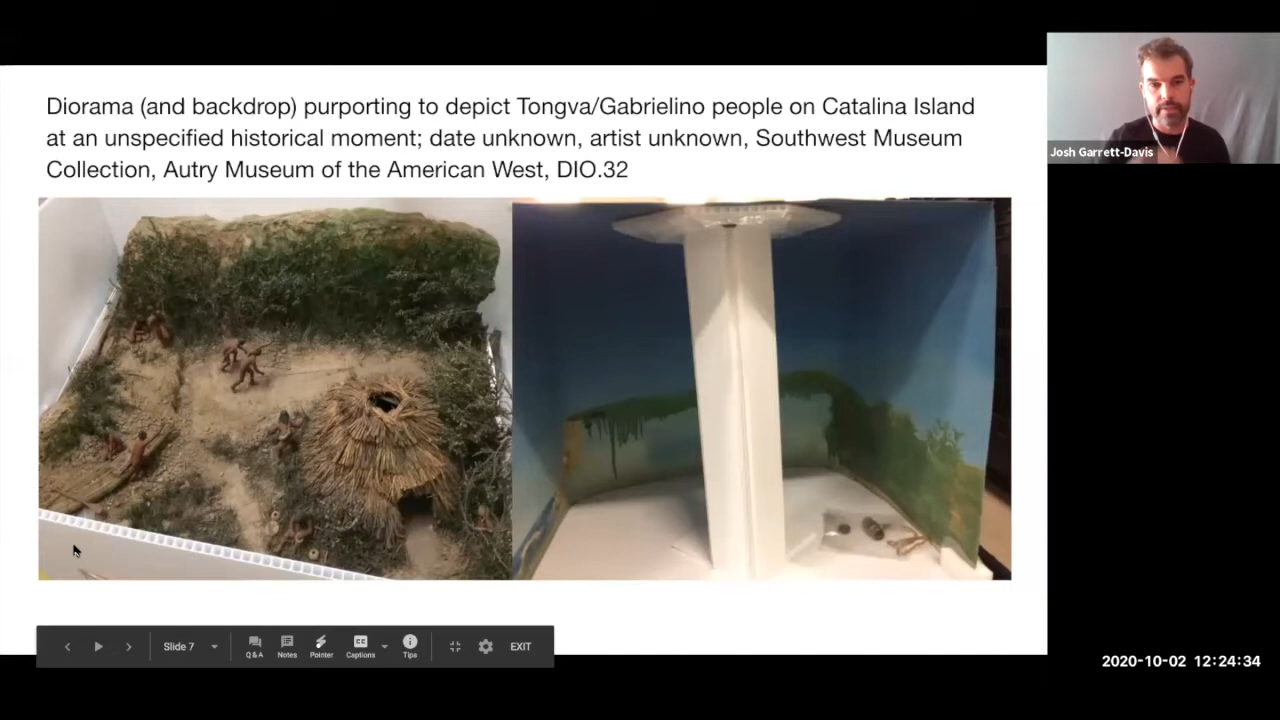 Diorama (and backdrop) purporting to depict Tongva/Gabrielino people on Catalina Island
at an unspecified historical moment; date unknown, artist unknown, Southwest Museum
Collection, Autry Museum of the American West, DIO.32
Josh Garrett-Davis
Slide 7
Q & A
Notes
Pointer
CC
Captions
Tips
EXIT
2020-10-02 12:24:34